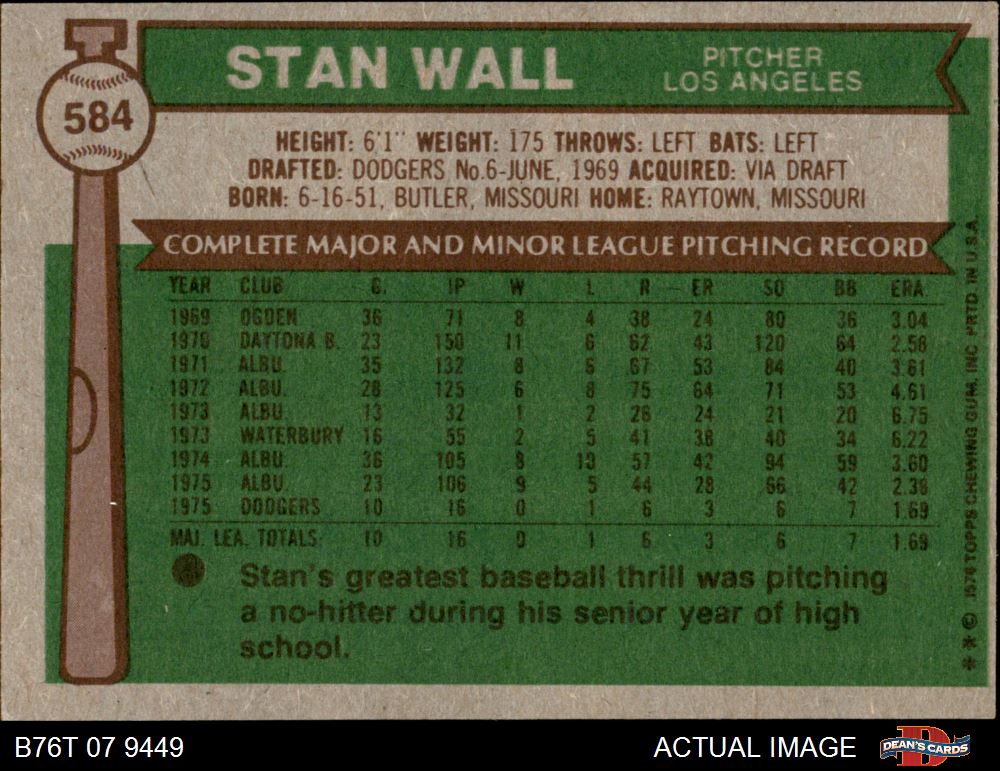 STAN WALL
PITCHER
LOS ANGELES
584
HEIGHT: 6'1" WEIGHT: 175 THROWS: LEFT BATS: LEFT
DRAFTED: DODGERS No.6-JUNE, 1969 ACQUIRED: VIA DRAFT
BORN: 6-16-51, BUTLER, MISSOURI HOME: RAYTOWN, MISSOURI
COMPLETE MAJOR AND MINOR LEAGUE PITCHING RECORD
YEAR CLUB G. IP W L R ER SO BB ERA
1969 OGDEN 36 71 8 4 38 24 80 36 3.04
1970 DAYTONA B. 23 150 11 6 62 43 120 64 2.58
1971 ALBU. 35 132 8 6 67 53 84 40 3.61
1972 ALBU. 28 125 6 8 75 64 71 53 4.61
1973 ALBU. 13 32 1 2 26 24 21 20 6.75
1973 WATERBURY 16 55 2 5 41 38 40 34 6.22
1974 ALBU. 36 105 8 10 57 42 94 59 3.60
1975 ALBU. 23 106 9 5 44 28 66 42 2.38
1975 DODGERS 10 16 0 1 6 3 6 7 1.69
MAJ. LEA. TOTALS 10 16 0 1 6 3 6 7 1.69
Stan's greatest baseball thrill was pitching
a no-hitter during his senior year of high
school.
* * © 1976 TOPPS CHEWING GUM, INC. PRTD. IN U.S.A.
B76T 07 9449
ACTUAL IMAGE
DEAN'S CARDS